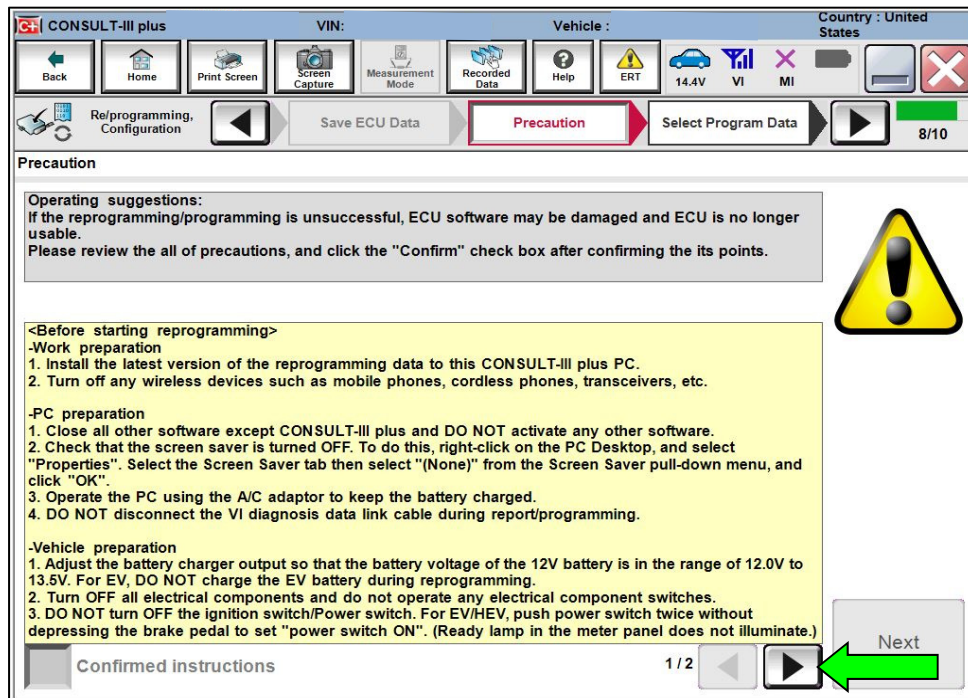 C+ CONSULT-III plus VIN: Vehicle : Country : United States
Back Home Print Screen Screen Capture Measurement Mode Recorded Data Help ERT 14.4V VI MI
Re/programming, Configuration Save ECU Data Precaution Select Program Data 8/10
Precaution
Operating suggestions:
If the reprogramming/programming is unsuccessful, ECU software may be damaged and ECU is no longer
usable.
Please review the all of precautions, and click the "Confirm" check box after confirming the its points.
<Before starting reprogramming>
-Work preparation
1. Install the latest version of the reprogramming data to this CONSULT-III plus PC.
2. Turn off any wireless devices such as mobile phones, cordless phones, transceivers, etc.
-PC preparation
1. Close all other software except CONSULT-III plus and DO NOT activate any other software.
2. Check that the screen saver is turned OFF. To do this, right-click on the PC Desktop, and select
"Properties". Select the Screen Saver tab then select "(None)" from the Screen Saver pull-down menu, and
click "OK".
3. Operate the PC using the A/C adaptor to keep the battery charged.
4. DO NOT disconnect the VI diagnosis data link cable during report/programming.
-Vehicle preparation
1. Adjust the battery charger output so that the battery voltage of the 12V battery is in the range of 12.0V to
13.5V. For EV, DO NOT charge the EV battery during reprogramming.
2. Turn OFF all electrical components and do not operate any electrical component switches.
3. DO NOT turn OFF the ignition switch/Power switch. For EV/HEV, push power switch twice without
depressing the brake pedal to set "power switch ON". (Ready lamp in the meter panel does not illuminate.)
Confirmed instructions 1 / 2 Next